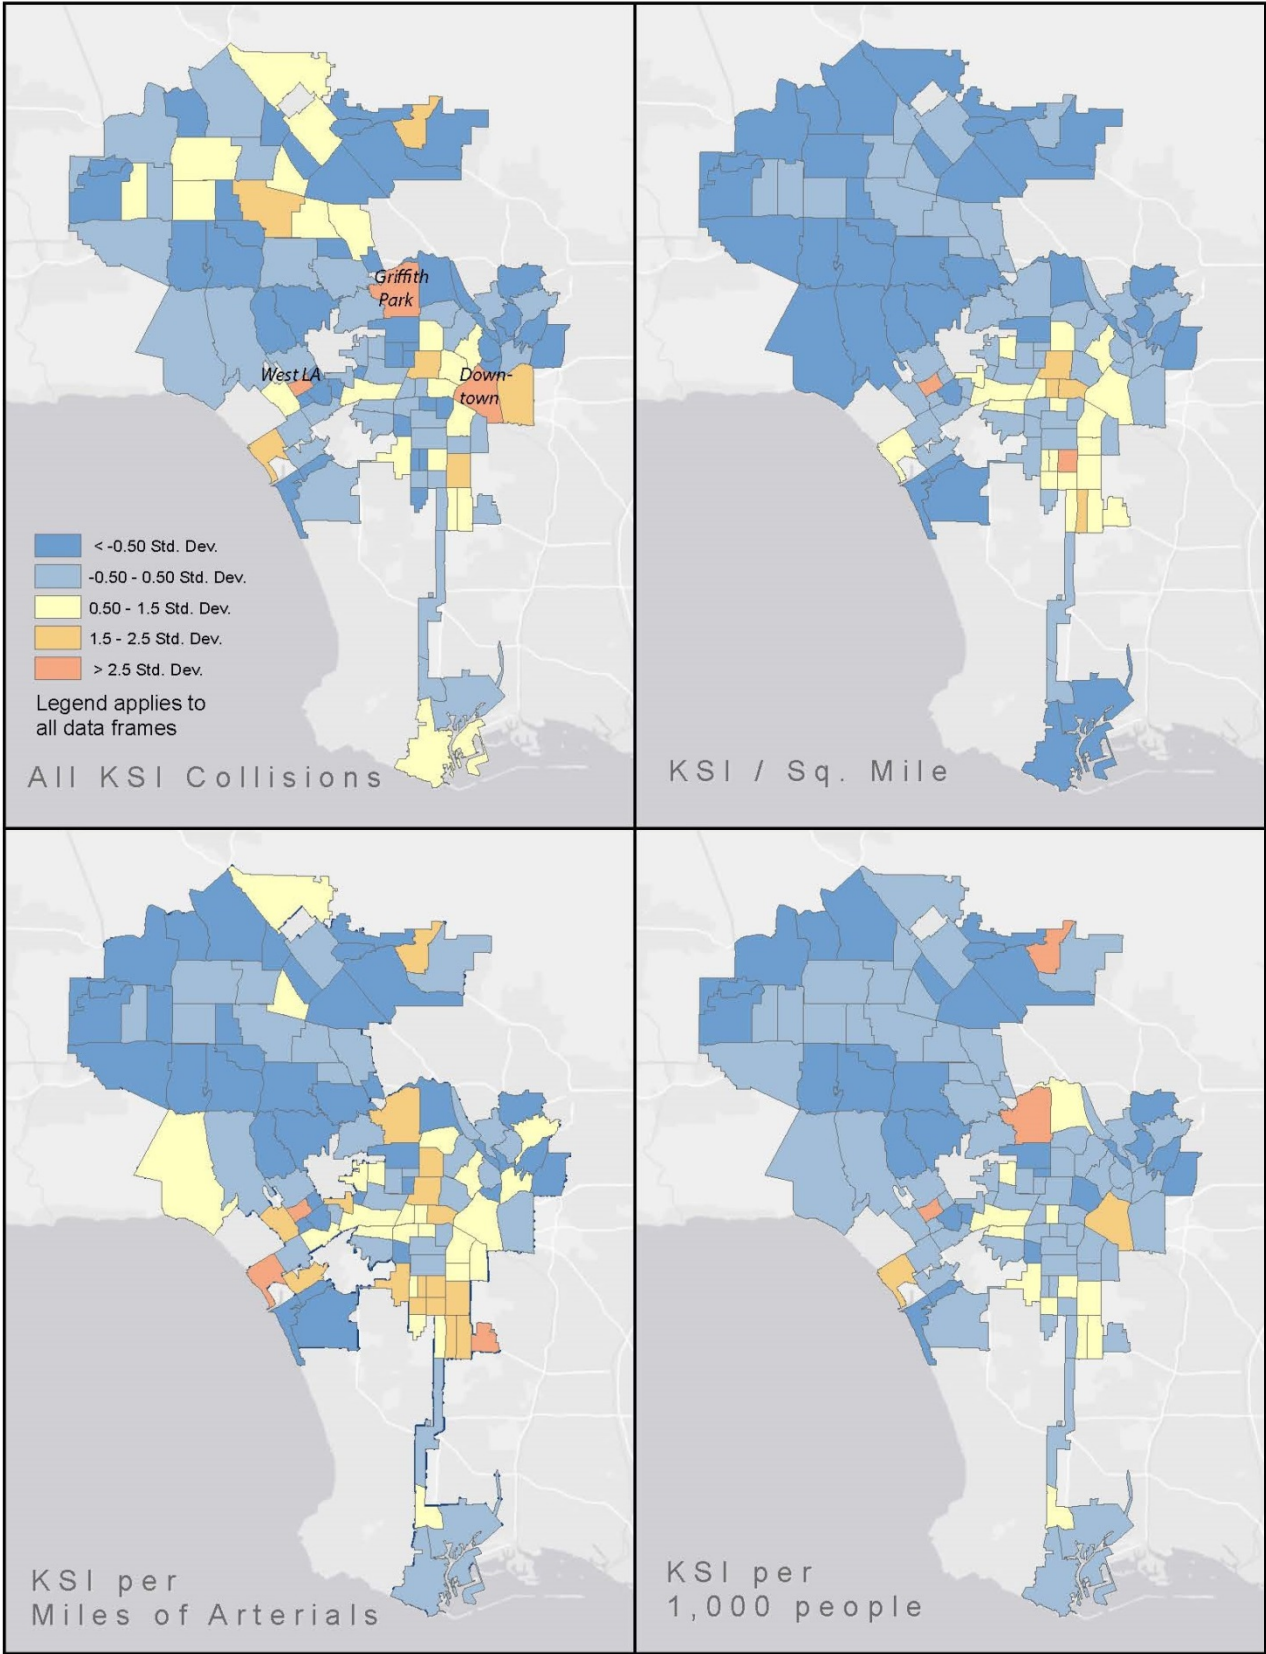 Griffith
Park
West LA
Down-
town
< -0.50 Std. Dev.
-0.50 - 0.50 Std. Dev.
0.50 - 1.5 Std. Dev.
1.5 - 2.5 Std. Dev.
> 2.5 Std. Dev.
Legend applies to
all data frames
All KSI Collisions
KSI / Sq. Mile
KSI per
Miles of Arterials
KSI per
1,000 people